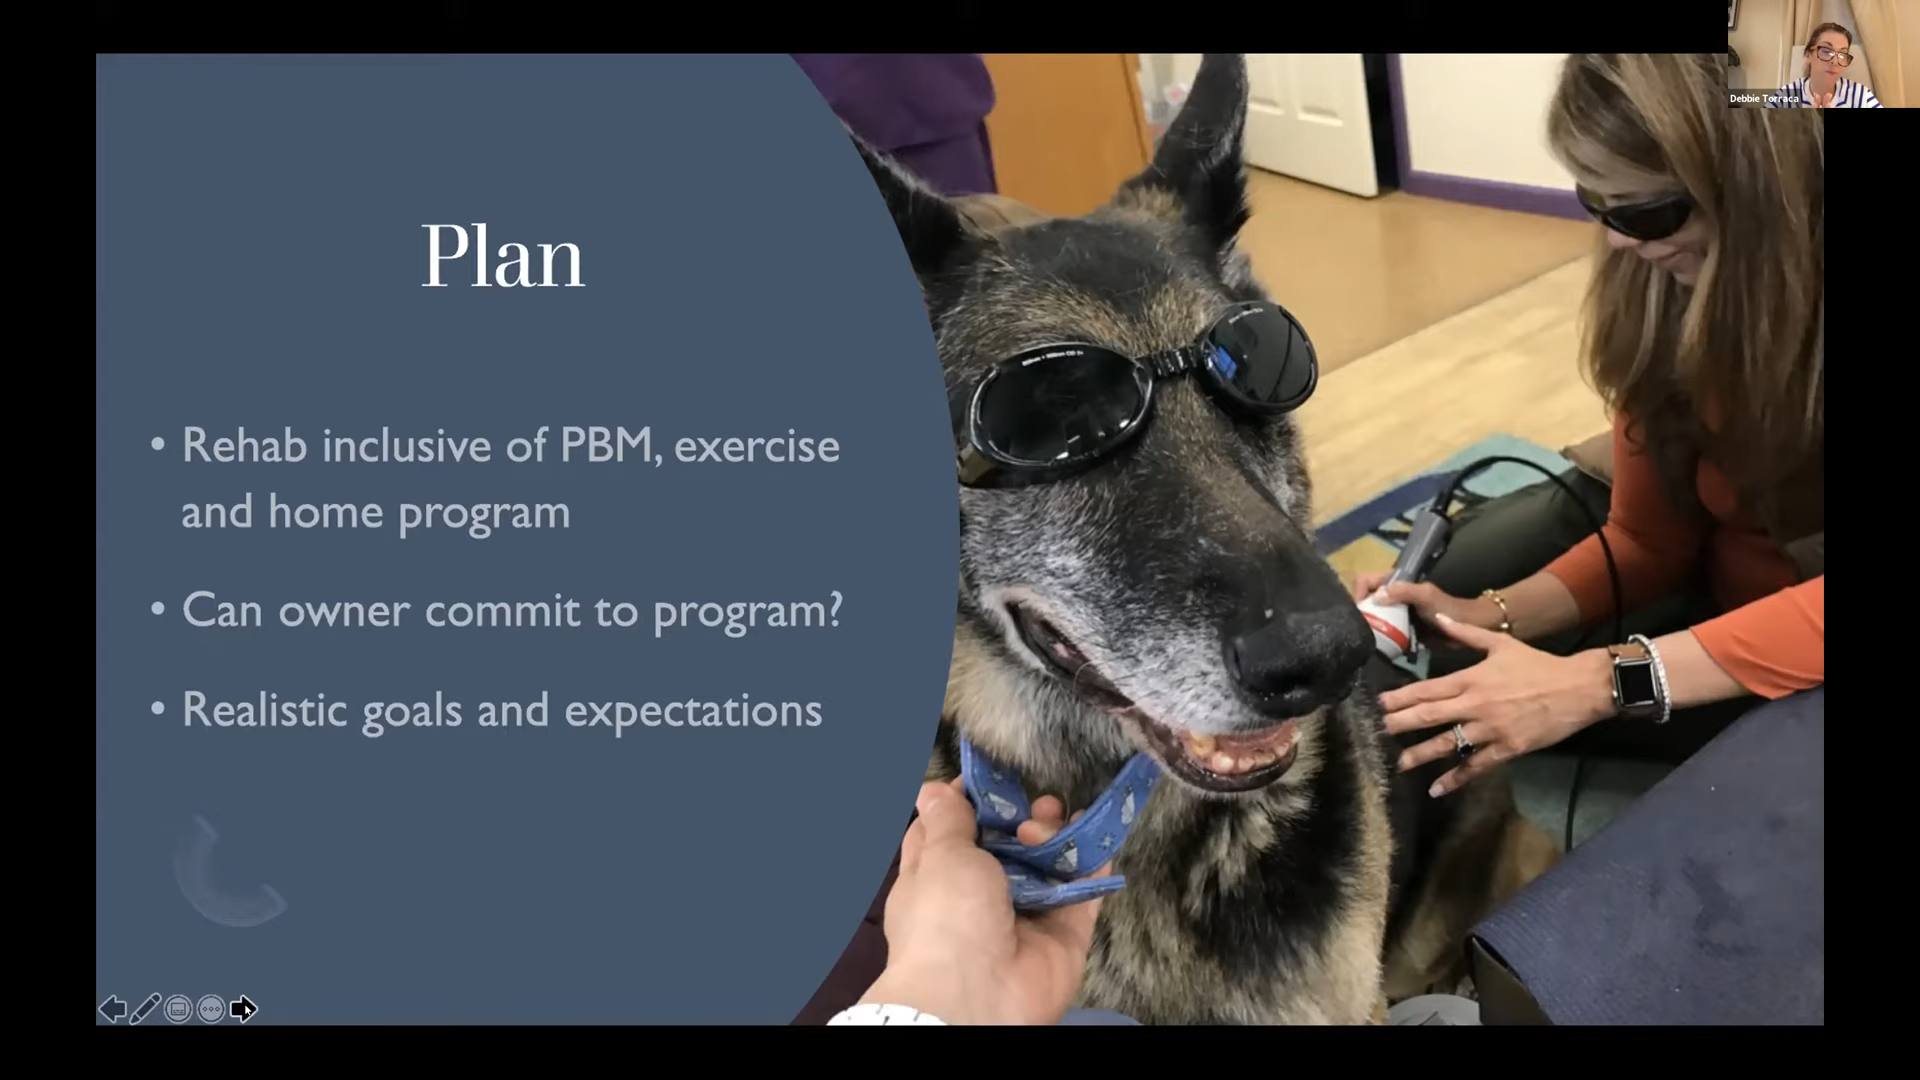 Debbie Torraca
Plan
• Rehab inclusive of PBM, exercise
and home program
• Can owner commit to program?
• Realistic goals and expectations